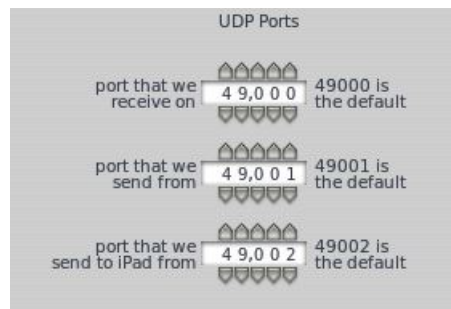 UDP Ports
port that we
receive on
4 9,0 0 0
49000 is
the default
port that we
send from
4 9,0 0 1
49001 is
the default
port that we
send to iPad from
4 9,0 0 2
49002 is
the default